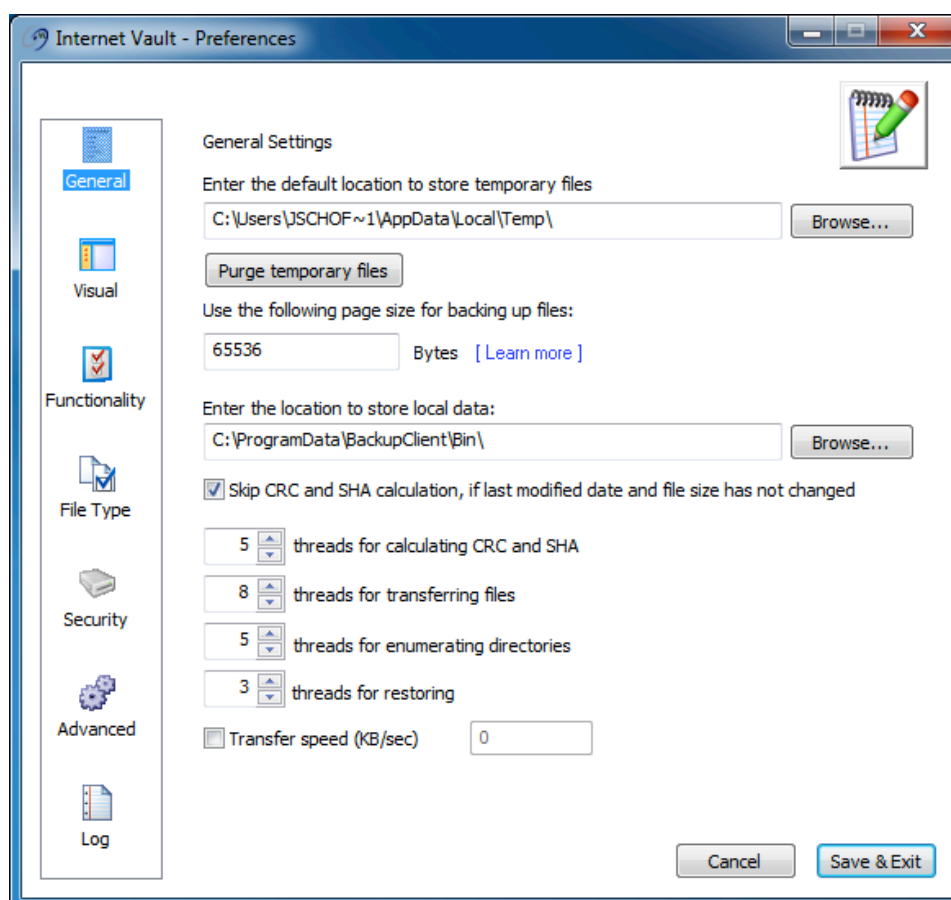 Internet Vault - Preferences
General
Visual
Functionality
File Type
Security
Advanced
Log
General Settings
Enter the default location to store temporary files
C:\Users\JSCHOF~1\AppData\Local\Temp\ Browse...
Purge temporary files
Use the following page size for backing up files:
65536 Bytes [ Learn more ]
Enter the location to store local data:
C:\ProgramData\BackupClient\Bin\ Browse...
Skip CRC and SHA calculation, if last modified date and file size has not changed
5 threads for calculating CRC and SHA
8 threads for transferring files
5 threads for enumerating directories
3 threads for restoring
Transfer speed (KB/sec) 0
Cancel Save & Exit